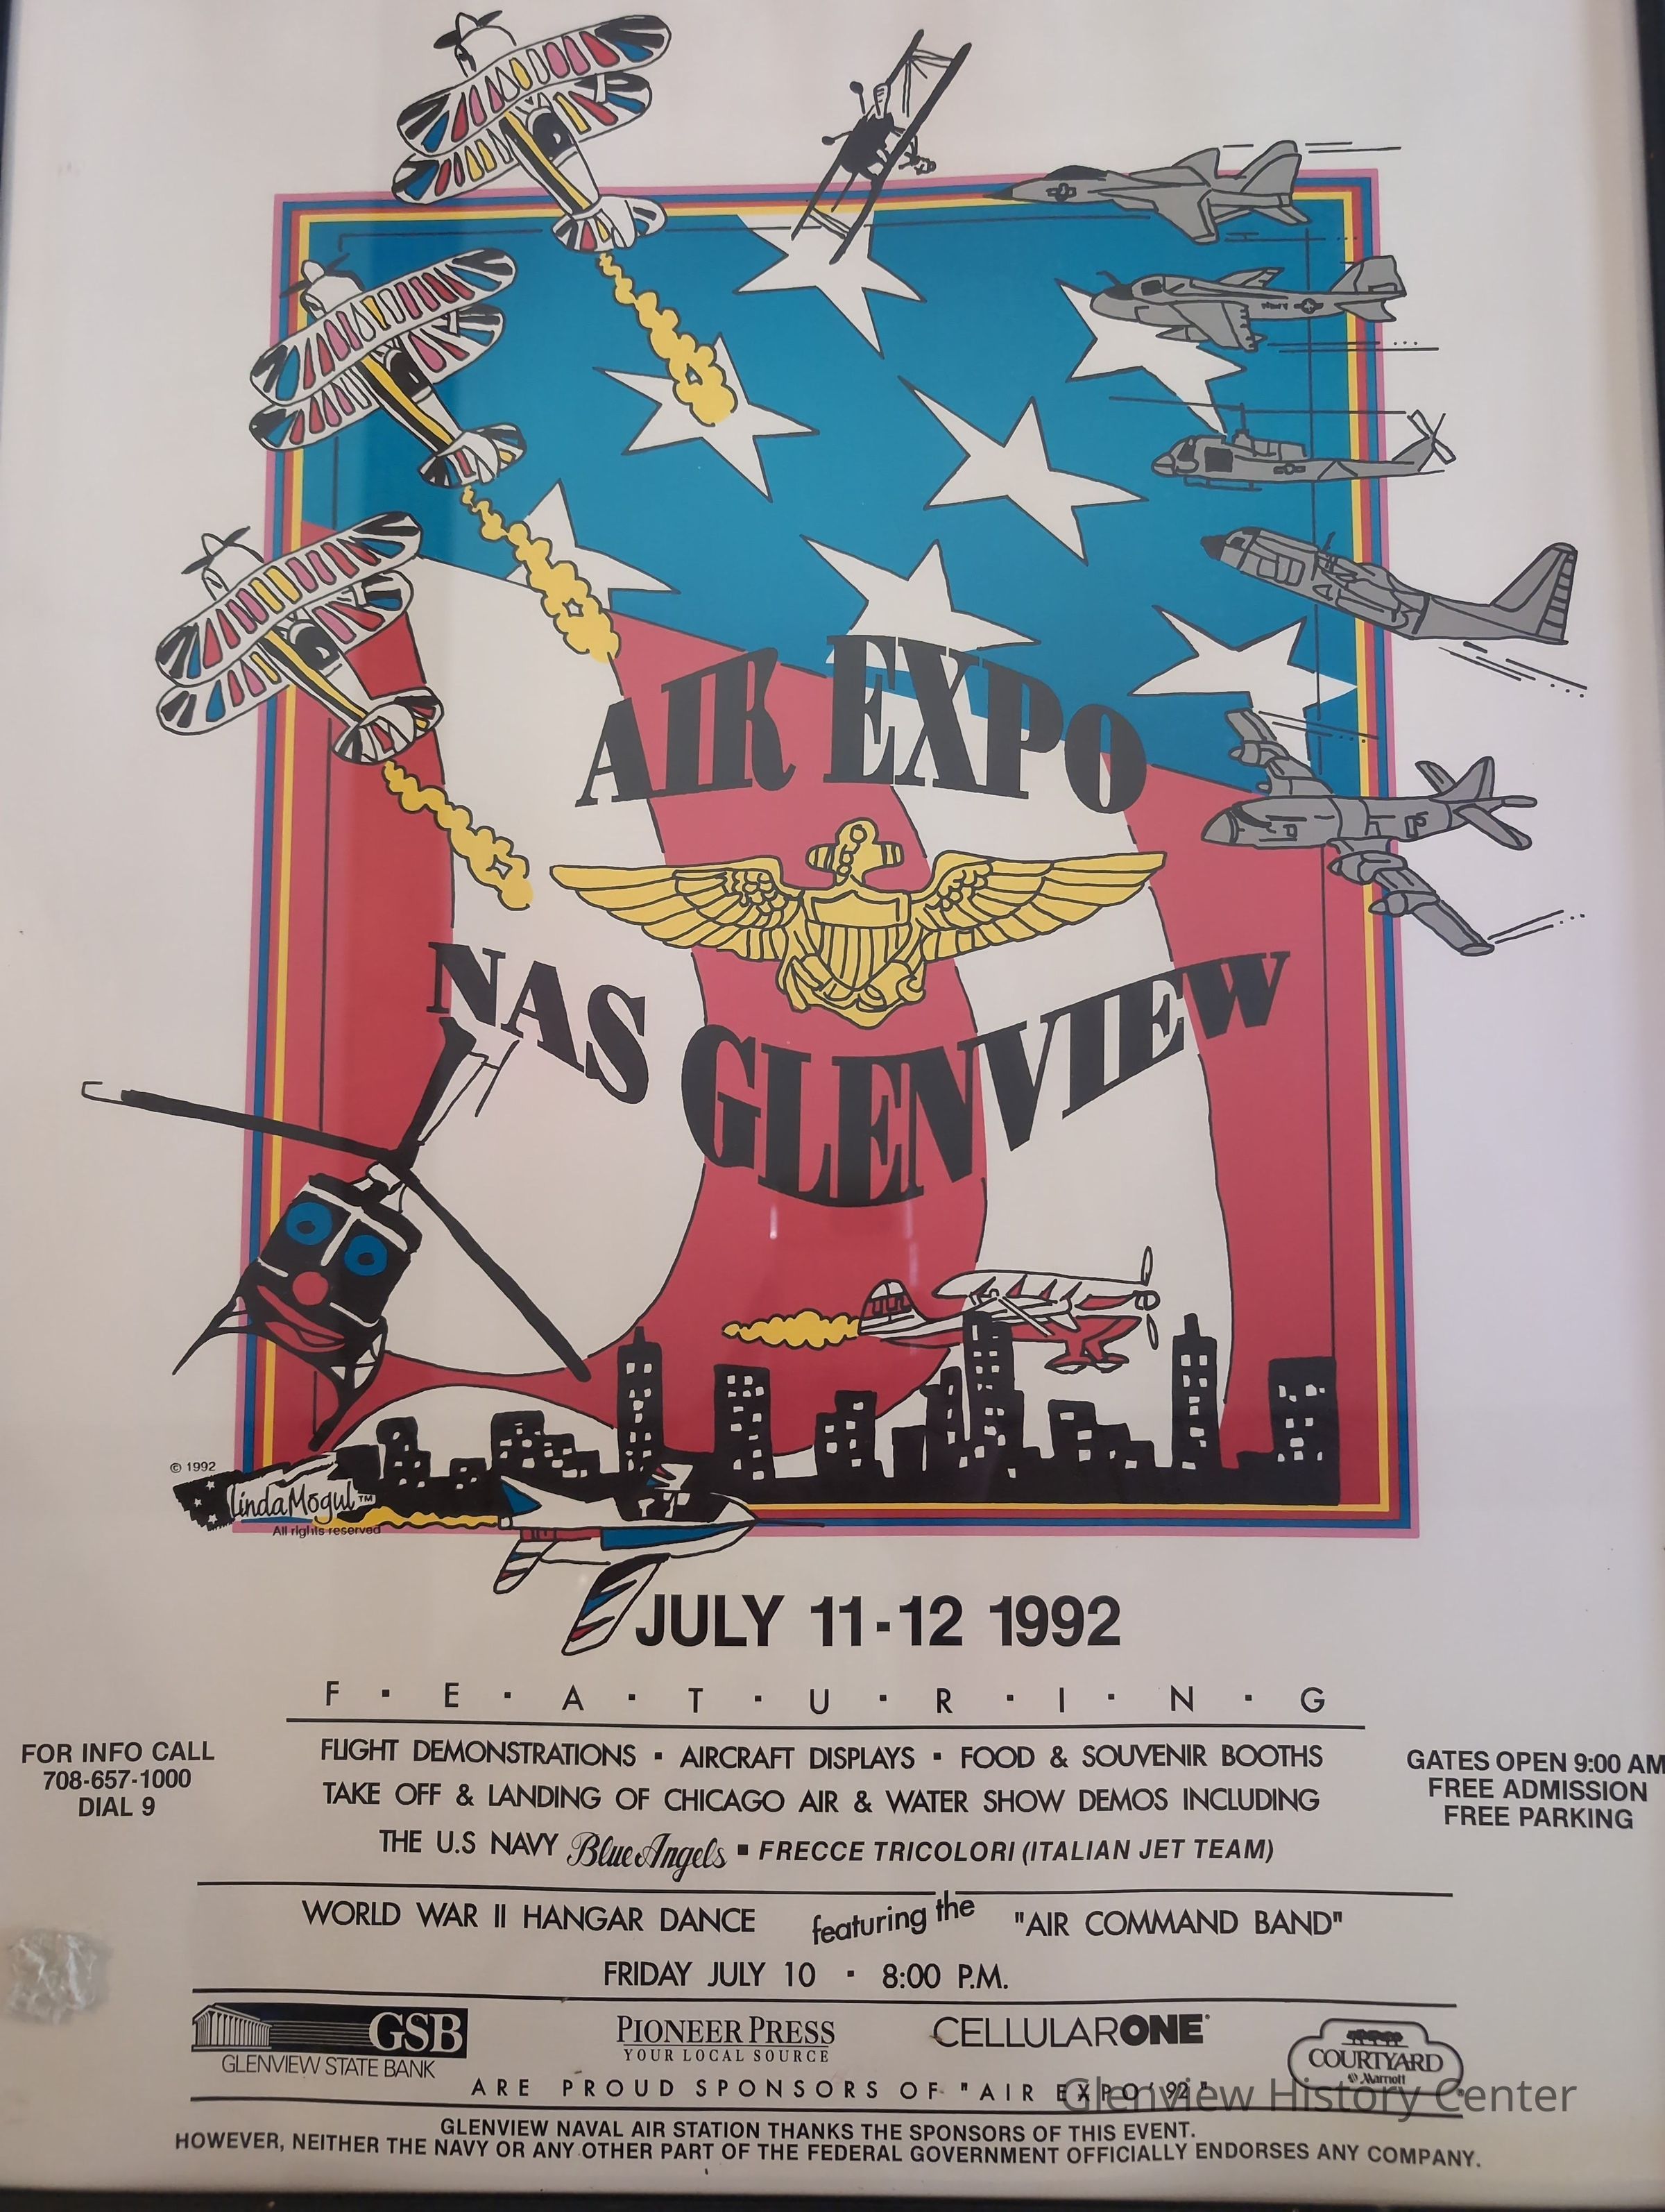 AIR EXPO
NAS GLENVIEW
© 1992
Linda Mogul™
All rights reserved
JULY 11-12 1992
F · E · A · T · U · R · I · N · G
FOR INFO CALL
708-657-1000
DIAL 9
FLIGHT DEMONSTRATIONS ▪ AIRCRAFT DISPLAYS ▪ FOOD & SOUVENIR BOOTHS
TAKE OFF & LANDING OF CHICAGO AIR & WATER SHOW DEMOS INCLUDING
THE U.S NAVY Blue Angels ▪ FRECCE TRICOLORI (ITALIAN JET TEAM)
GATES OPEN 9:00 AM
FREE ADMISSION
FREE PARKING
WORLD WAR II HANGAR DANCE featuring the "AIR COMMAND BAND"
FRIDAY JULY 10 · 8:00 P.M.
GSB
GLENVIEW STATE BANK
PIONEER PRESS
YOUR LOCAL SOURCE
CELLULARONE®
COURTYARD
Marriott
ARE PROUD SPONSORS OF "AIR EXPO '92"
Glenview History Center
GLENVIEW NAVAL AIR STATION THANKS THE SPONSORS OF THIS EVENT.
HOWEVER, NEITHER THE NAVY OR ANY OTHER PART OF THE FEDERAL GOVERNMENT OFFICIALLY ENDORSES ANY COMPANY.